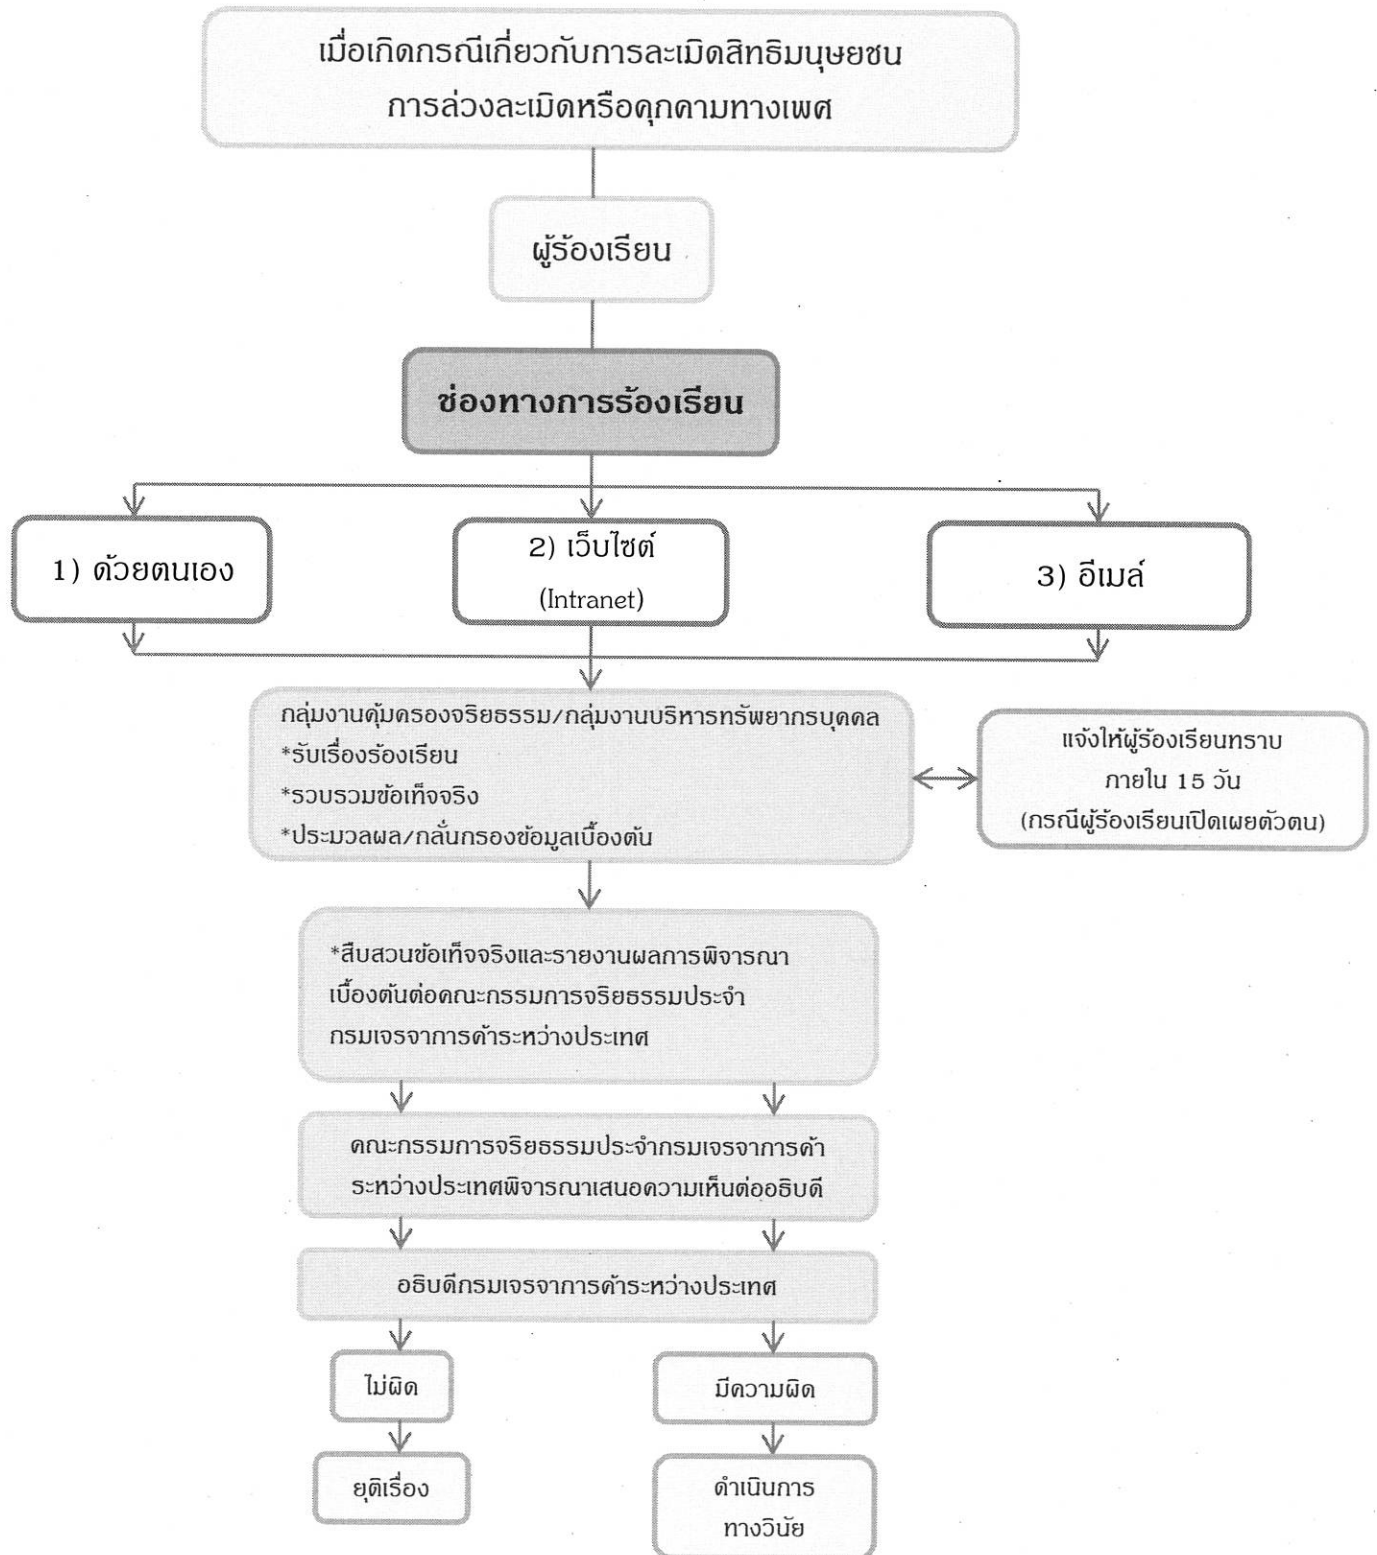 เมื่อเกิดกรณีเกี่ยวกับการละเมิดสิทธิมนุษยชน
การล่วงละเมิดหรือคุกคามทางเพศ
ผู้ร้องเรียน
ช่องทางการร้องเรียน
1) ด้วยตนเอง
2) เว็บไซต์
(Intranet)
3) อีเมล์
กลุ่มงานคุ้มครองจริยธรรม/กลุ่มงานบริหารทรัพยากรบุคคล
*รับเรื่องร้องเรียน
*รวบรวมข้อเท็จจริง
*ประมวลผล/กลั่นกรองข้อมูลเบื้องต้น
แจ้งให้ผู้ร้องเรียนทราบ
ภายใน 15 วัน
(กรณีผู้ร้องเรียนเปิดเผยตัวตน)
*สืบสวนข้อเท็จจริงและรายงานผลการพิจารณา
เบื้องต้นต่อคณะกรรมการจริยธรรมประจำ
กรมเจรจาการค้าระหว่างประเทศ
คณะกรรมการจริยธรรมประจำกรมเจรจาการค้า
ระหว่างประเทศพิจารณาเสนอความเห็นต่ออธิบดี
อธิบดีกรมเจรจาการค้าระหว่างประเทศ
ไม่ผิด
มีความผิด
ยุติเรื่อง
ดำเนินการ
ทางวินัย